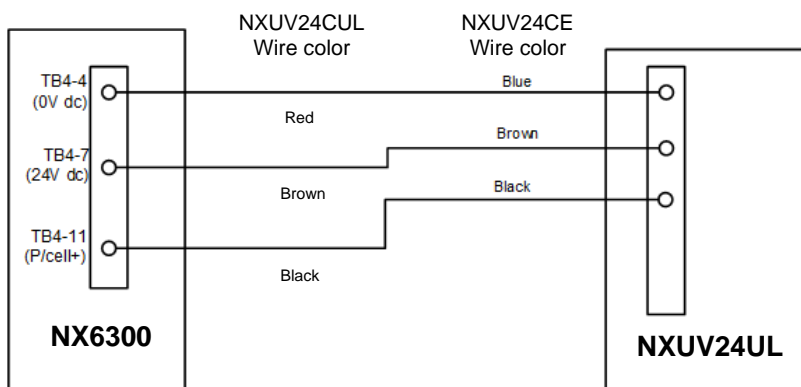 NXUV24CUL
Wire color
NXUV24CE
Wire color
TB4-4
(0V dc)
Blue
Red
TB4-7
(24V dc)
Brown
Brown
Black
TB4-11
(P/cell+)
Black
NX6300
NXUV24UL